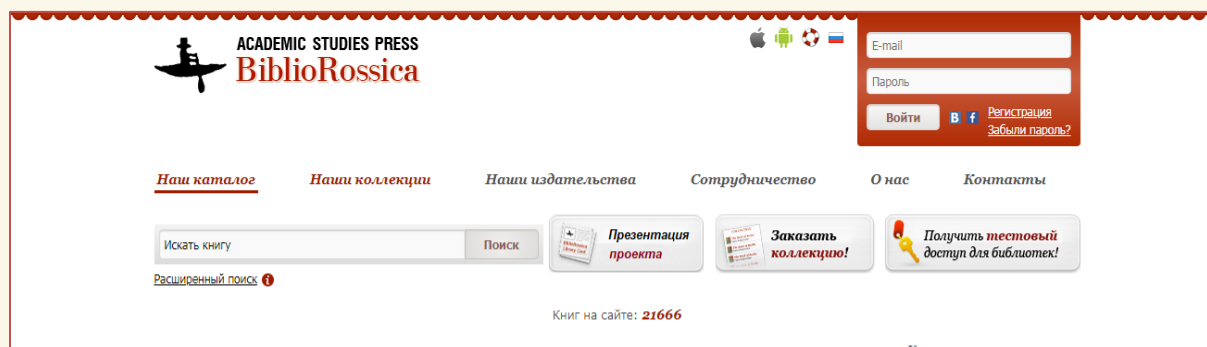 ACADEMIC STUDIES PRESS
BiblioRossica
E-mail
Пароль
Войти
В f
Регистрация
Забыли пароль?
Наш каталог
Наши коллекции
Наши издательства
Сотрудничество
О нас
Контакты
Искать книгу
Поиск
Презентация
проекта
Заказать
коллекцию!
Получить тестовый
доступ для библиотек!
Расширенный поиск
Книг на сайте: 21666